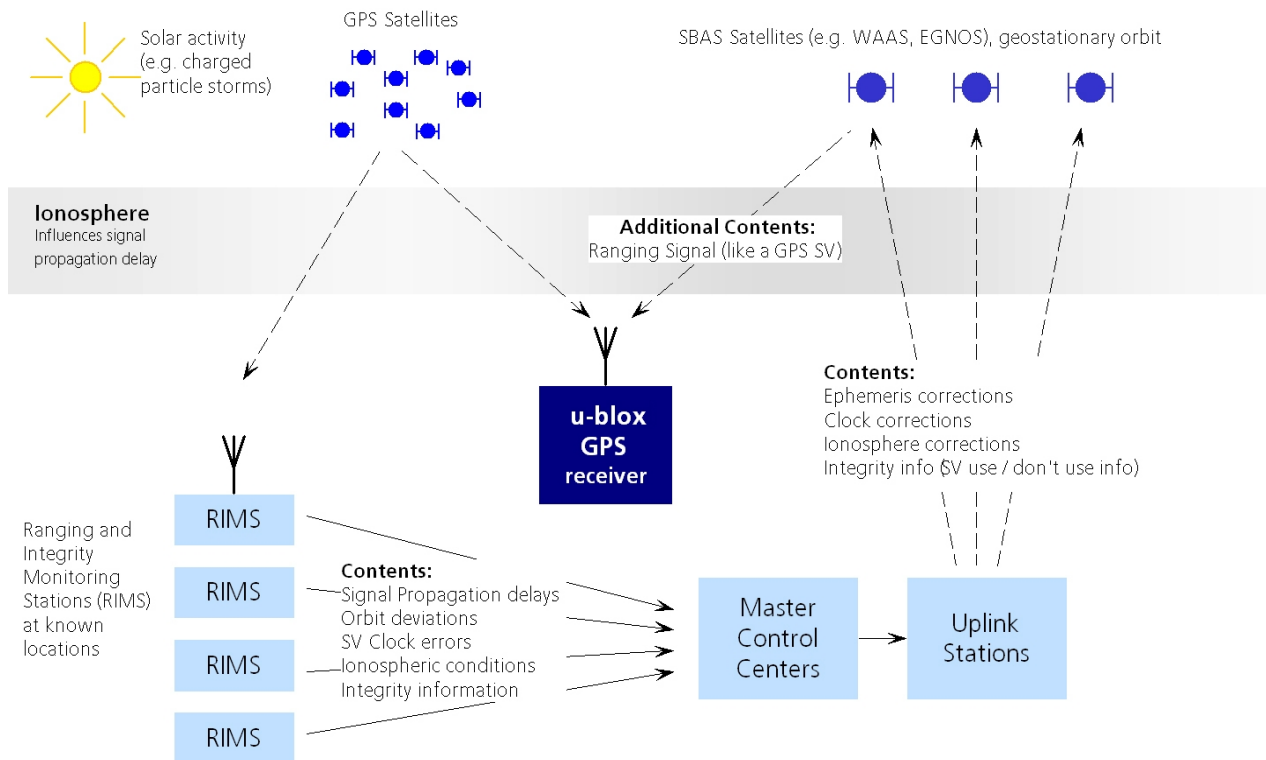 GPS Satellites
Solar activity
(e.g. charged
particle storms)
SBAS Satellites (e.g. WAAS, EGNOS), geostationary orbit
Ionosphere
Influences signal
propagation delay
Additional Contents:
Ranging Signal (like a GPS SV)
u-blox
GPS
receiver
Contents:
Ephemeris corrections
Clock corrections
Ionosphere corrections
Integrity info (SV use / don't use info)
Ranging and
Integrity
Monitoring
Stations (RIMS)
at known
locations
RIMS
RIMS
RIMS
RIMS
Contents:
Signal Propagation delays
Orbit deviations
SV Clock errors
Ionospheric conditions
Integrity information
Master
Control
Centers
Uplink
Stations